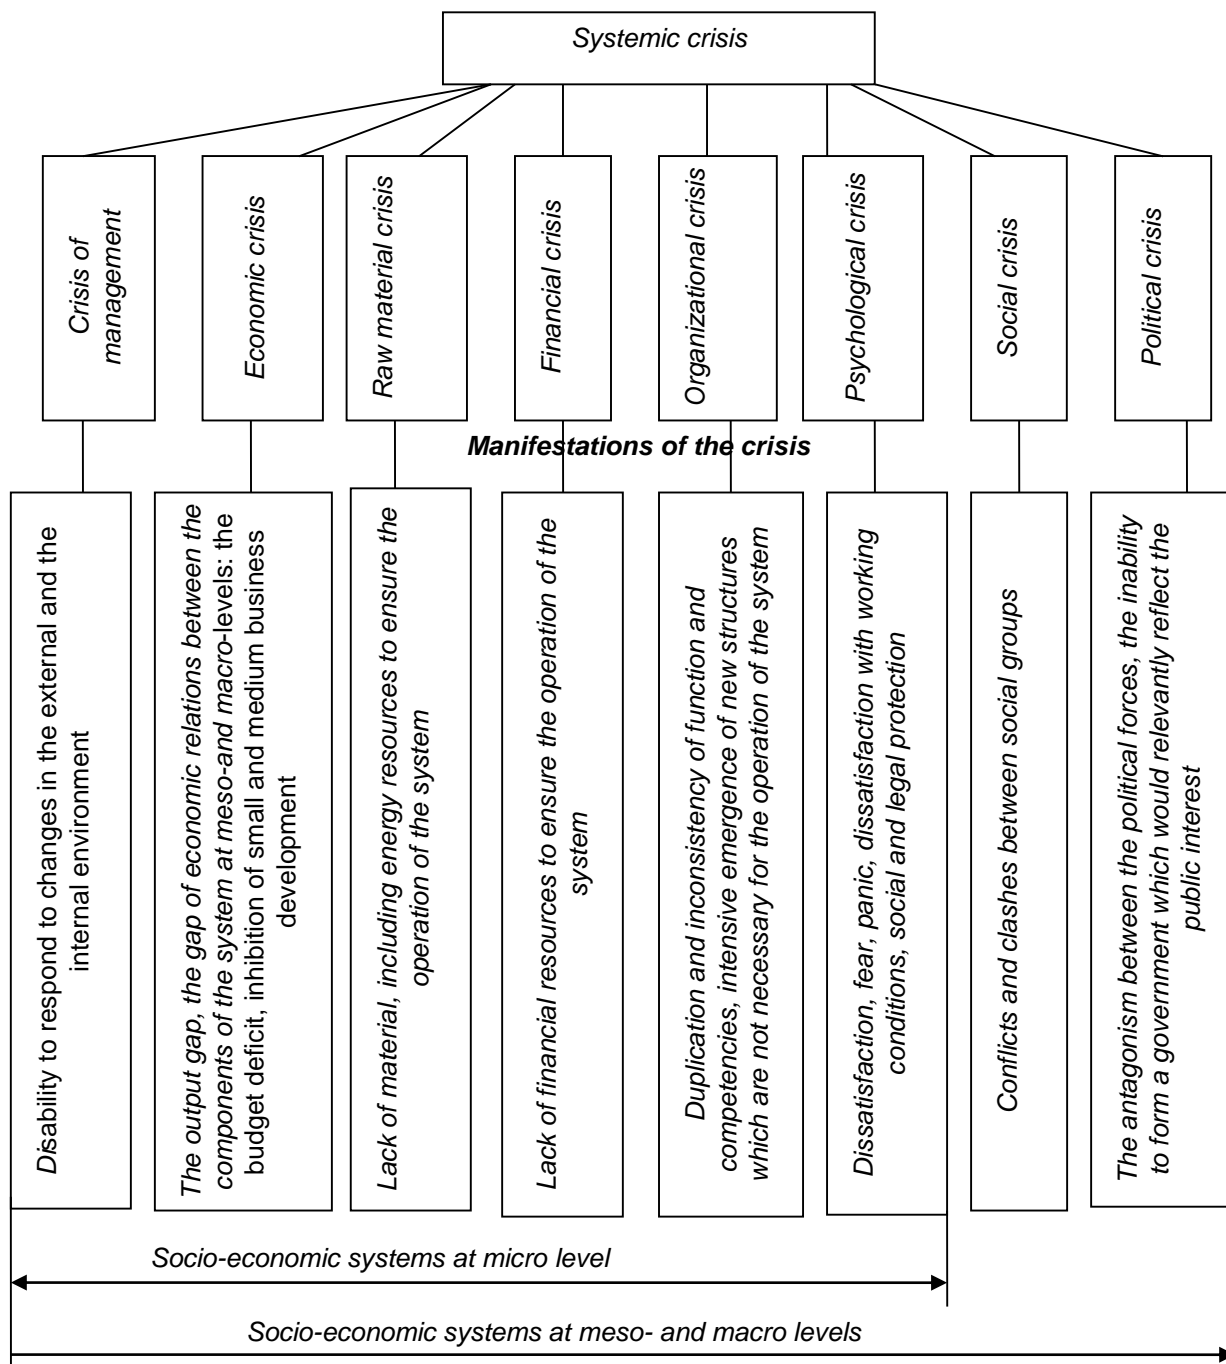 Systemic crisis
Crisis of
management
Economic crisis
Raw material crisis
Financial crisis
Organizational crisis
Psychological crisis
Social crisis
Political crisis
Manifestations of the crisis
Disability to respond to changes in the external and the
internal environment
The output gap, the gap of economic relations between the
components of the system at meso-and macro-levels: the
budget deficit, inhibition of small and medium business
development
Lack of material, including energy resources to ensure the
operation of the system
Lack of financial resources to ensure the operation of the
system
Duplication and inconsistency of function and
competencies, intensive emergence of new structures
which are not necessary for the operation of the system
Dissatisfaction, fear, panic, dissatisfaction with working
conditions, social and legal protection
Conflicts and clashes between social groups
The antagonism between the political forces, the inability
to form a government which would relevantly reflect the
public interest
Socio-economic systems at micro level
Socio-economic systems at meso- and macro levels